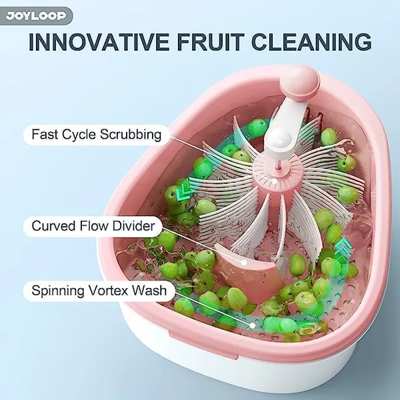 JOYLOOP
INNOVATIVE FRUIT CLEANING
Fast Cycle Scrubbing
Curved Flow Divider
Spinning Vortex Wash